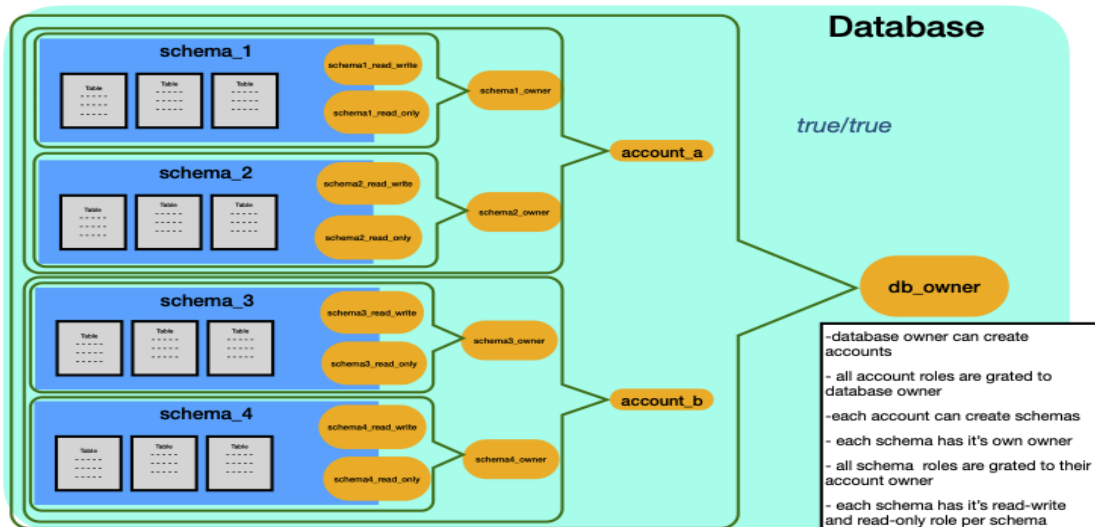 Database
true/true
schema_1
Table
Table
Table
schema1_read_write
schema1_read_only
schema1_owner
account_a
schema_2
Table
Table
Table
schema2_read_write
schema2_read_only
schema2_owner
schema_3
Table
Table
Table
schema3_read_write
schema3_read_only
schema3_owner
account_b
schema_4
Table
Table
Table
schema4_read_write
schema4_read_only
schema4_owner
db_owner
-database owner can create
accounts
- all account roles are grated to
database owner
-each account can create schemas
- each schema has it's own owner
- all schema roles are grated to their
account owner
- each schema has it's read-write
and read-only role per schema